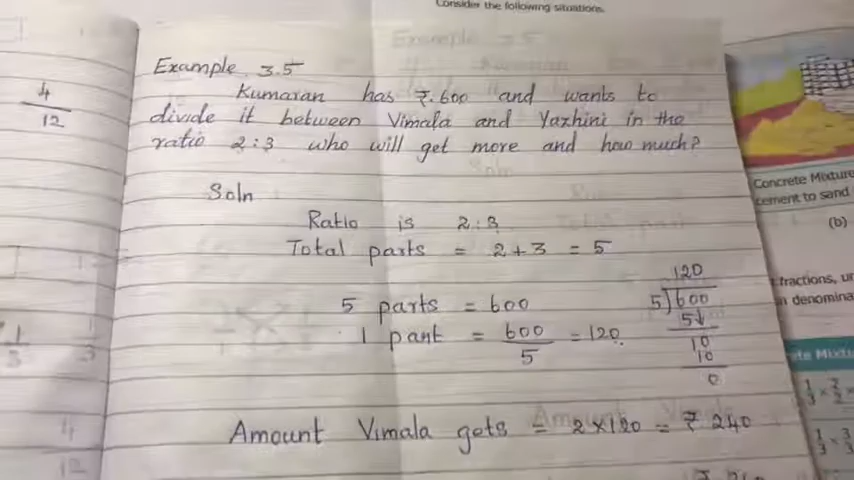 Consider the following situations.
4
12
Example 3.5
Kumaran has ₹.600 and wants to
divide it between Vimala and Yazhini in the
ratio 2:3 who will get more and how much?
Soln
Ratio is 2:3
Total parts = 2+3 = 5
5 parts = 600
1 part = 600/5 = 120.
120
5)600
5↓
10
10
0
Amount Vimala gets = 2×120 = ₹ 240
Concrete Mixture
cement to sand
(b)
fractions, un
n denomina